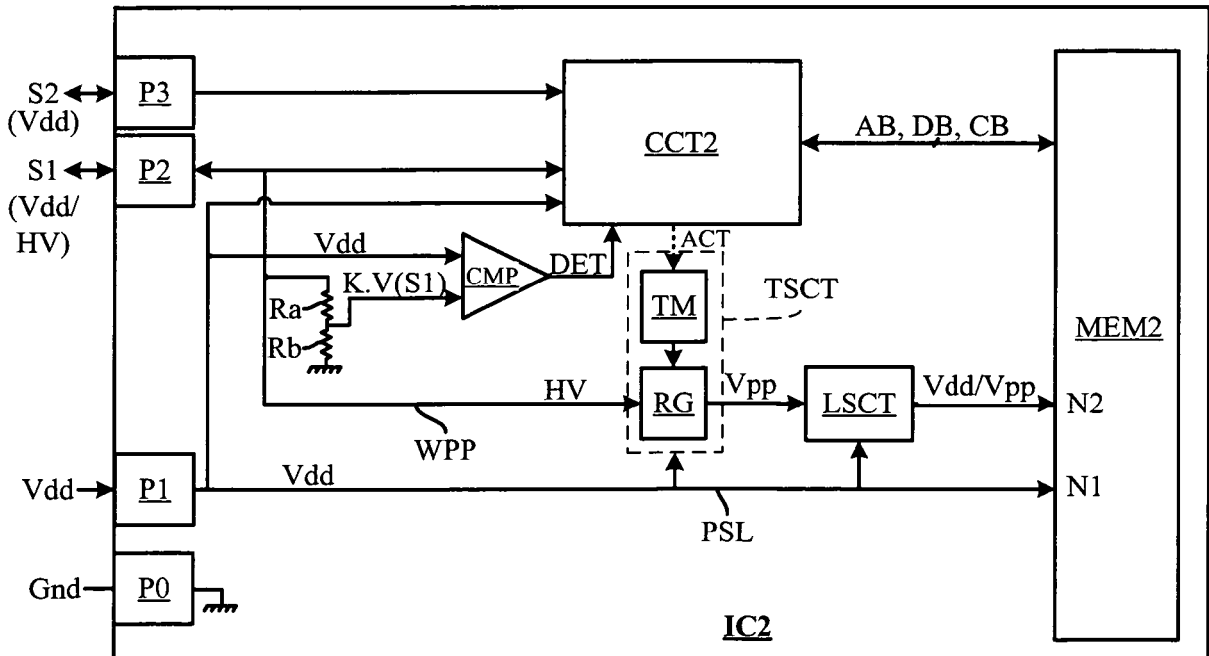 S2
(Vdd)
P3
S1
(Vdd/
HV)
P2
CCT2
AB, DB, CB
MEM2
Vdd
CMP
DET
K.V(S1)
Ra
Rb
ACT
TM
TSCT
HV
RG
Vpp
LSCT
Vdd/Vpp
N2
WPP
Vdd
P1
Vdd
PSL
N1
Gnd
P0
IC2